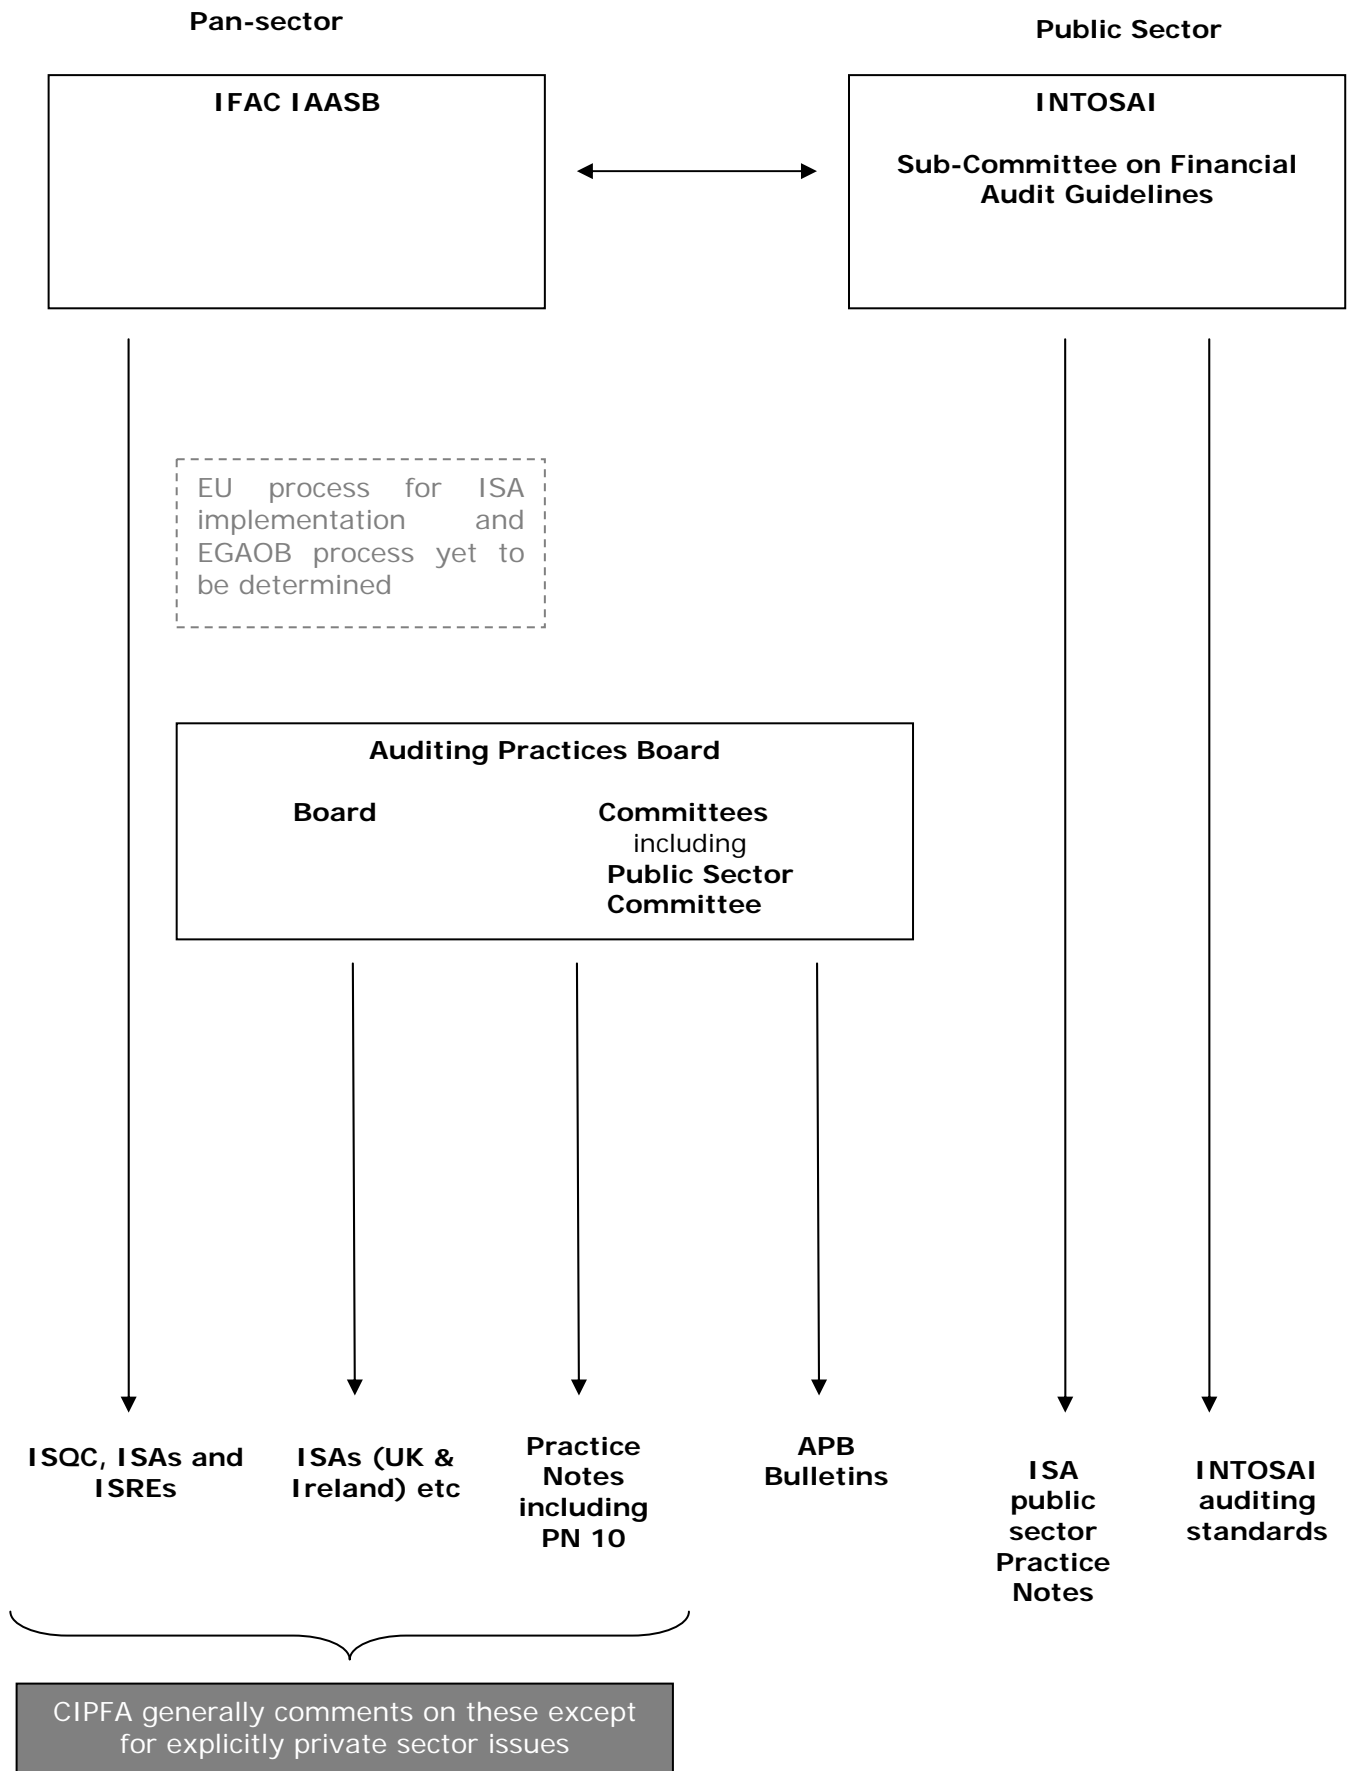 Pan-sector
Public Sector
IFAC IAASB
INTOSAI
Sub-Committee on Financial
Audit Guidelines
EU process for ISA
implementation and
EGAOB process yet to
be determined
Auditing Practices Board
Board
Committees
including
Public Sector
Committee
ISQC, ISAs and
ISREs
ISAs (UK &
Ireland) etc
Practice
Notes
including
PN 10
APB
Bulletins
ISA
public
sector
Practice
Notes
INTOSAI
auditing
standards
CIPFA generally comments on these except
for explicitly private sector issues